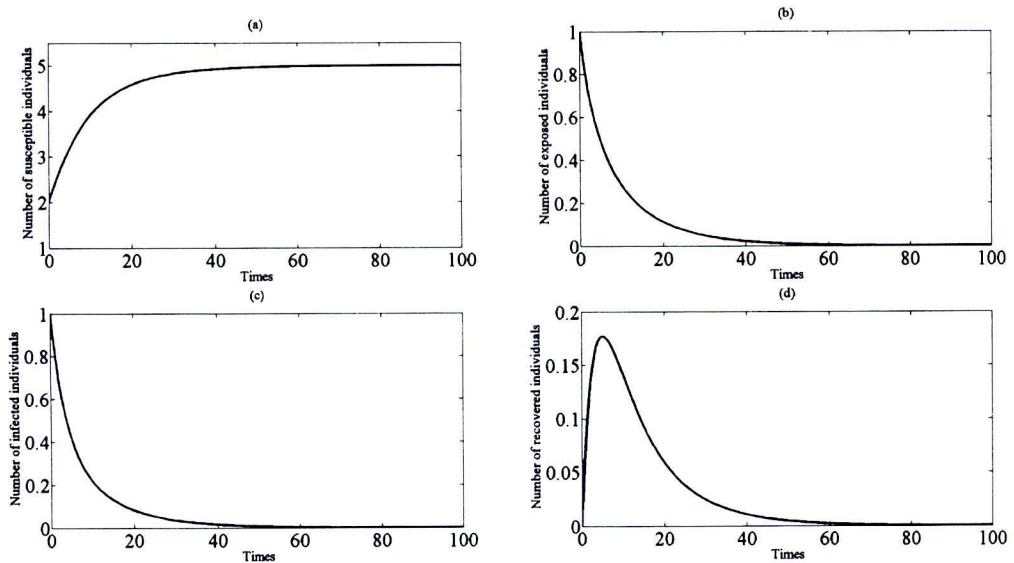 (a)
Number of susceptible individuals
5
4
3
2
1
0 20 40 60 80 100
Times
(b)
Number of exposed individuals
1
0.8
0.6
0.4
0.2
0
0 20 40 60 80 100
Times
(c)
Number of infected individuals
1
0.8
0.6
0.4
0.2
0
0 20 40 60 80 100
Times
(d)
Number of recovered individuals
0.2
0.15
0.1
0.05
0
0 20 40 60 80 100
Times